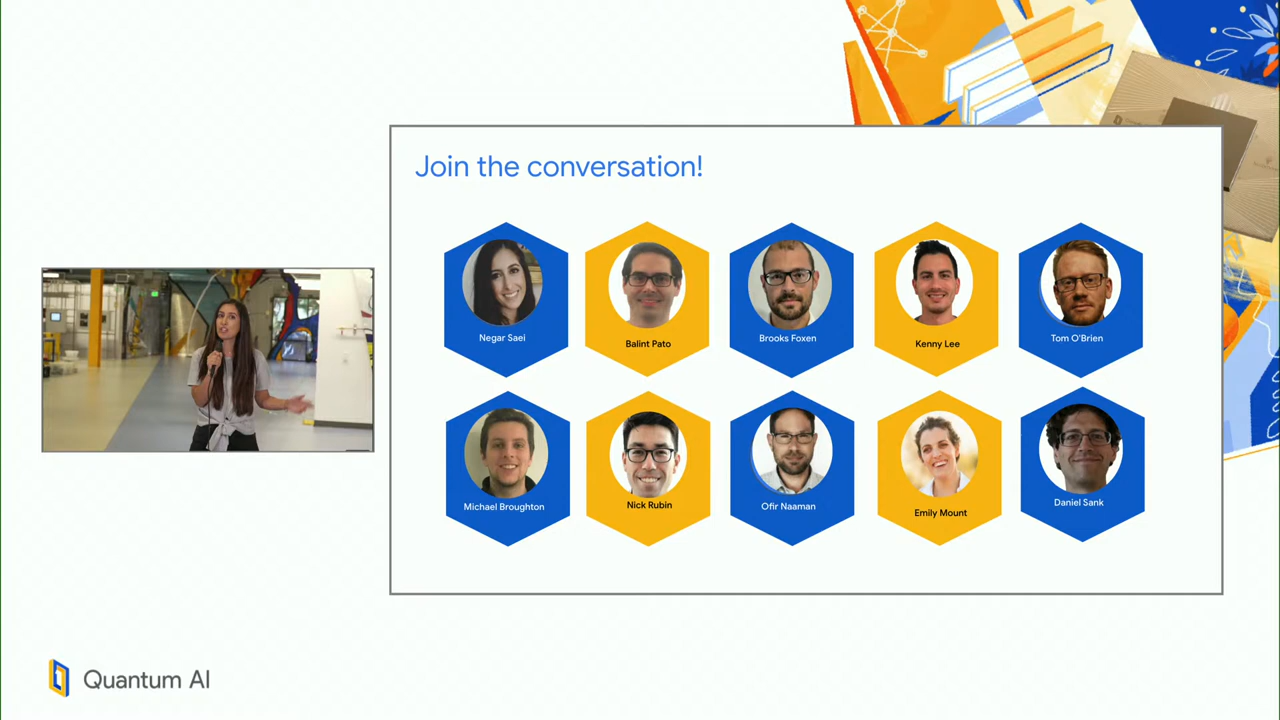 Join the conversation!
Negar Saei
Balint Pato
Brooks Foxen
Kenny Lee
Tom O'Brien
Michael Broughton
Nick Rubin
Ofir Naaman
Emily Mount
Daniel Sank
Quantum AI